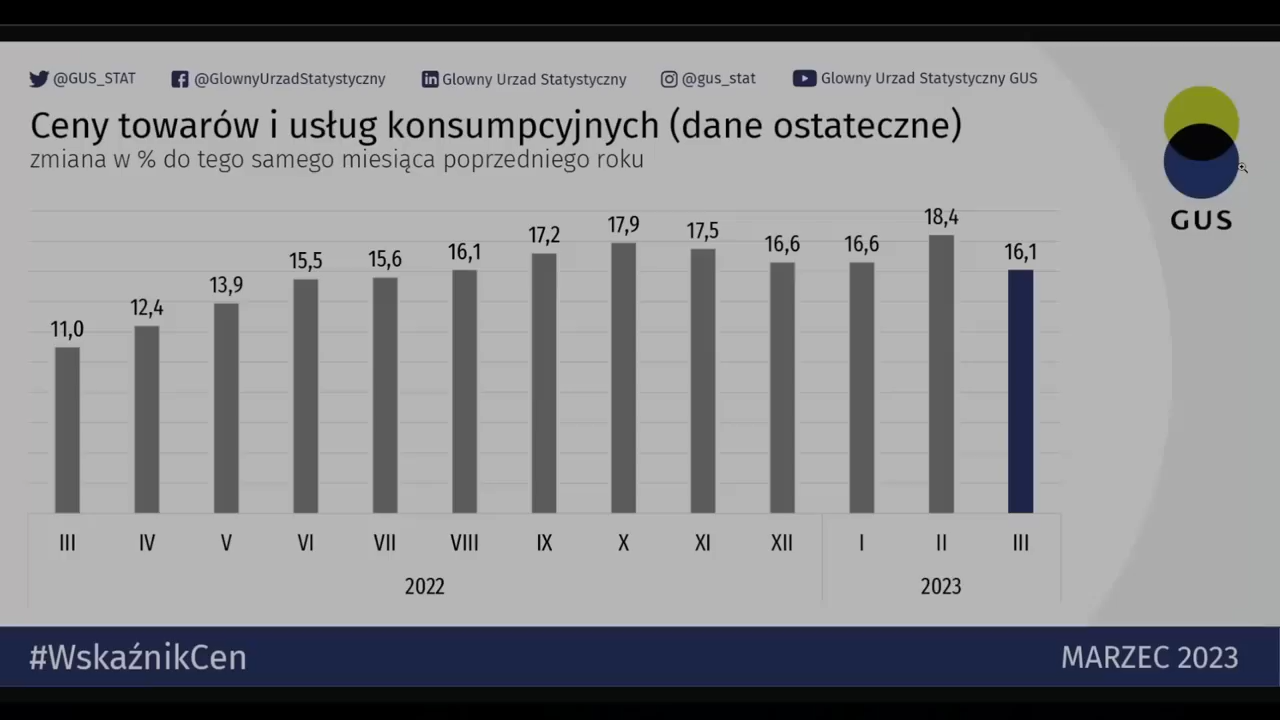 @GUS_STAT @GlownyUrzadStatystyczny Glowny Urzad Statystyczny @gus_stat Glowny Urzad Statystyczny GUS
Ceny towarów i usług konsumpcyjnych (dane ostateczne)
zmiana w % do tego samego miesiąca poprzedniego roku
GUS
11,0 12,4 13,9 15,5 15,6 16,1 17,2 17,9 17,5 16,6 16,6 18,4 16,1
III IV V VI VII VIII IX X XI XII I II III
2022 2023
#WskaźnikCen MARZEC 2023